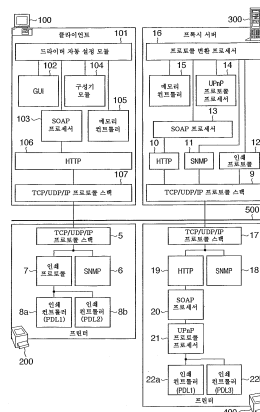 100
300
클라이언트
101
드라이버 자동 설정 모듈
102
104
GUI
구성기
모듈
105
103
SOAP
프로세서
메모리
컨트롤러
106
HTTP
107
TCP/UDP/IP 프로토콜 스택
프록시 서버
16
프로토콜 변환 프로세서
15
14
메모리
컨트롤러
UPnP
프로토콜
프로세서
13
SOAP 프로세서
10
11
12
HTTP
SNMP
인쇄
프로토콜
9
TCP/UDP/IP 프로토콜 스택
500
TCP/UDP/IP
프로토콜 스택
5
7
인쇄
프로토콜
SNMP
6
8a
인쇄
컨트롤러
(PDL1)
인쇄
컨트롤러
(PDL2)
8b
프린터
200
TCP/UDP/IP
프로토콜 스택
17
19
HTTP
SNMP
18
20
SOAP
프로세서
21
UPnP
프로토콜
프로세서
22a
인쇄
컨트롤러
(PDL1)
인쇄
컨트롤러
(PDL3)
프린터